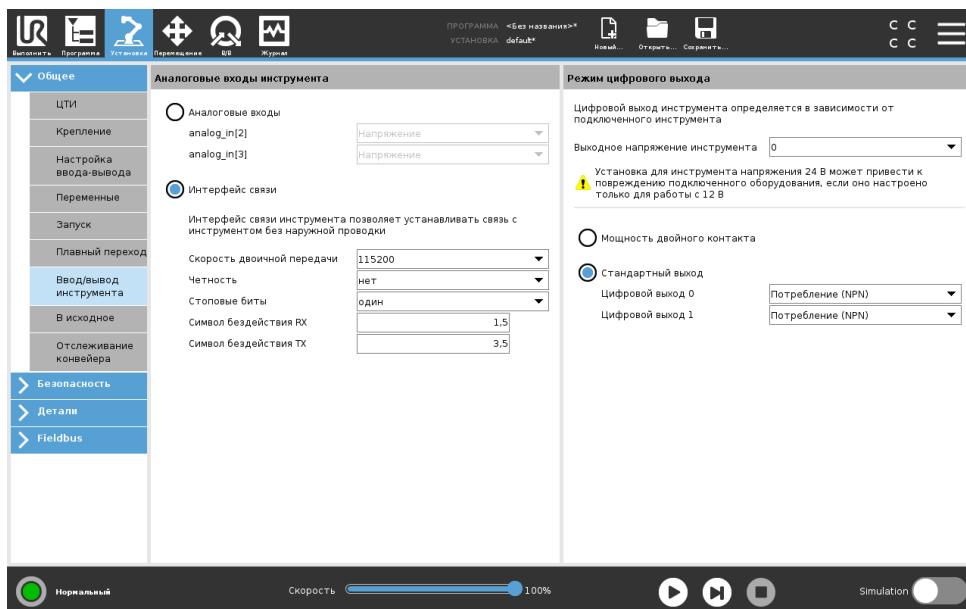 Выполнить Программа Установка Перемещение В/В Журнал
ПРОГРАММА <Без названия>*
УСТАНОВКА default*
Новый... Открыть... Сохранить...
C C
C C
Общее
ЦТИ
Крепление
Настройка
ввода-вывода
Переменные
Запуск
Плавный переход
Ввод/вывод
инструмента
В исходное
Отслеживание
конвейера
Безопасность
Детали
Fieldbus
Аналоговые входы инструмента
Аналоговые входы
analog_in[2] Напряжение
analog_in[3] Напряжение
Интерфейс связи
Интерфейс связи инструмента позволяет устанавливать связь с
инструментом без наружной проводки
Скорость двоичной передачи 115200
Четность нет
Стоповые биты один
Символ бездействия RX 1,5
Символ бездействия TX 3,5
Режим цифрового выхода
Цифровой выход инструмента определяется в зависимости от
подключенного инструмента
Выходное напряжение инструмента 0
Установка для инструмента напряжения 24 В может привести к
повреждению подключенного оборудования, если оно настроено
только для работы с 12 В
Мощность двойного контакта
Стандартный выход
Цифровой выход 0 Потребление (NPN)
Цифровой выход 1 Потребление (NPN)
Нормальный
Скорость 100%
Simulation